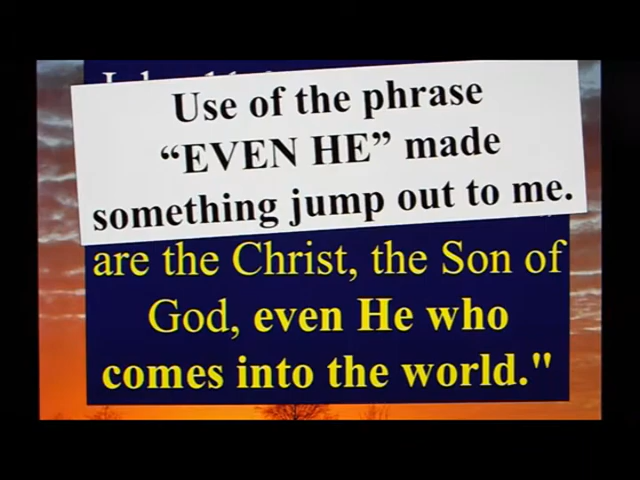 Use of the phrase
“EVEN HE” made
something jump out to me.
are the Christ, the Son of
God, even He who
comes into the world."